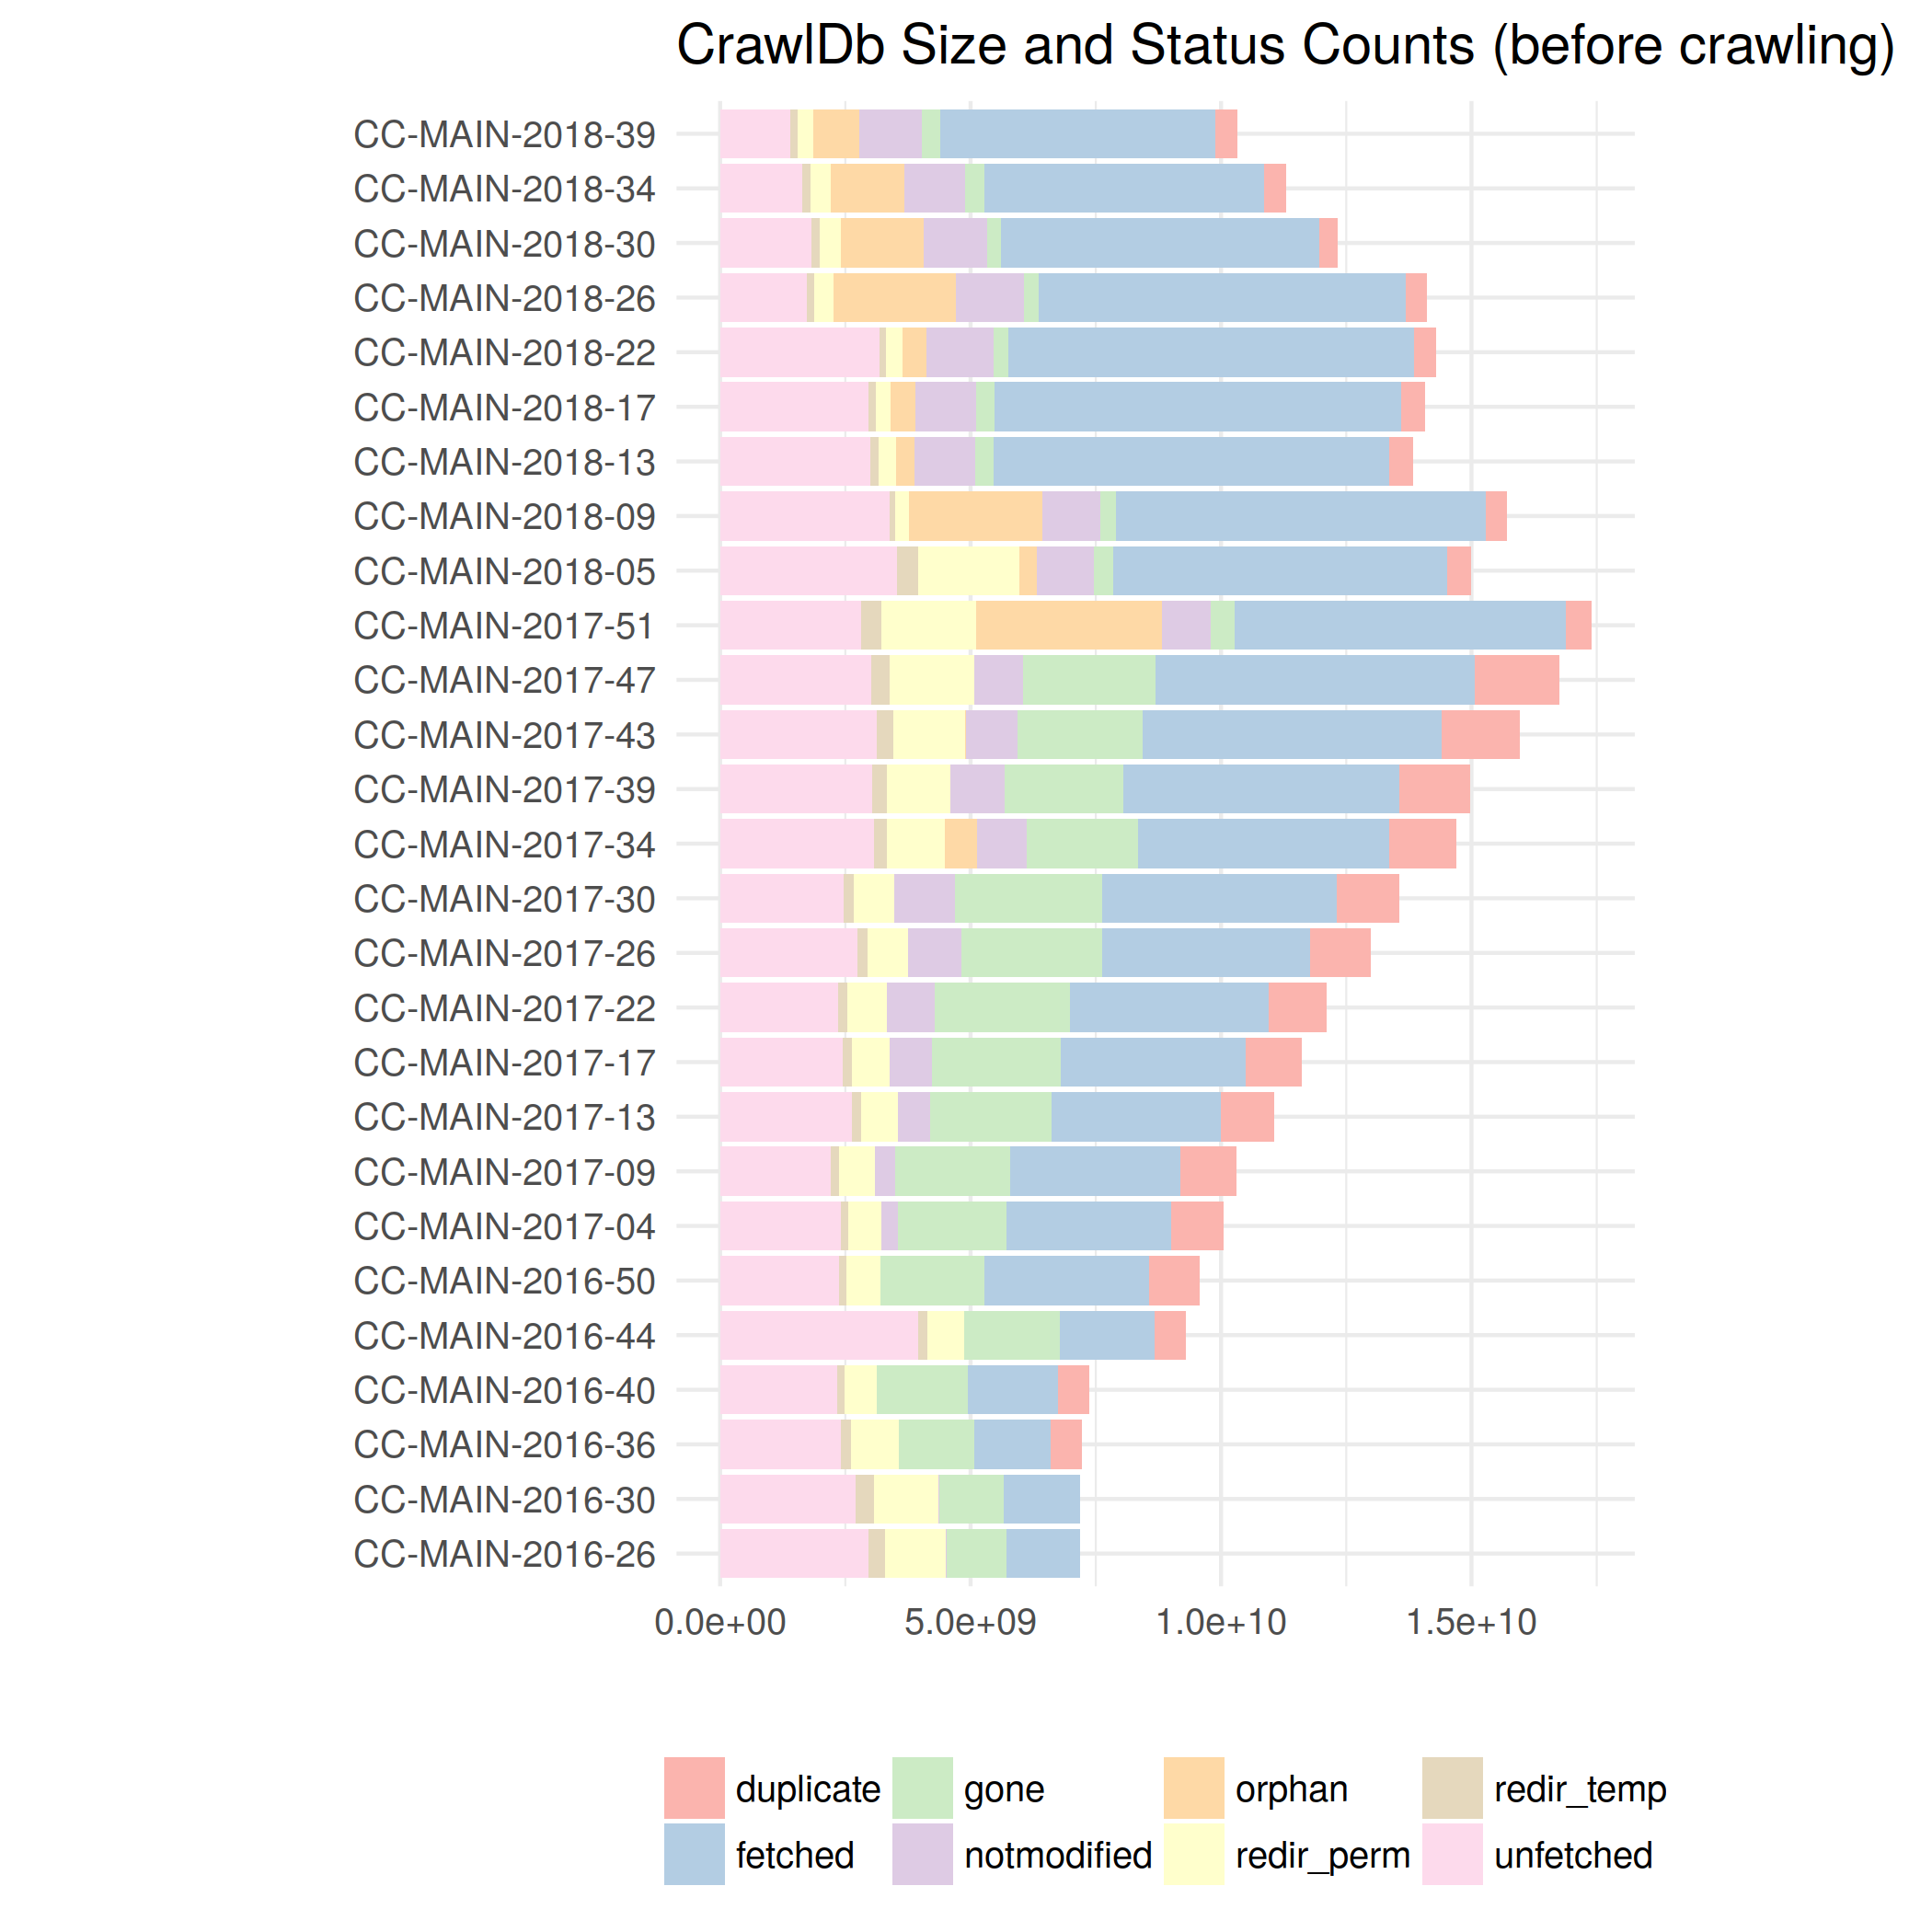 CrawlDb Size and Status Counts (before crawling)
CC-MAIN-2018-39
CC-MAIN-2018-34
CC-MAIN-2018-30
CC-MAIN-2018-26
CC-MAIN-2018-22
CC-MAIN-2018-17
CC-MAIN-2018-13
CC-MAIN-2018-09
CC-MAIN-2018-05
CC-MAIN-2017-51
CC-MAIN-2017-47
CC-MAIN-2017-43
CC-MAIN-2017-39
CC-MAIN-2017-34
CC-MAIN-2017-30
CC-MAIN-2017-26
CC-MAIN-2017-22
CC-MAIN-2017-17
CC-MAIN-2017-13
CC-MAIN-2017-09
CC-MAIN-2017-04
CC-MAIN-2016-50
CC-MAIN-2016-44
CC-MAIN-2016-40
CC-MAIN-2016-36
CC-MAIN-2016-30
CC-MAIN-2016-26
0.0e+00 5.0e+09 1.0e+10 1.5e+10
duplicate gone orphan redir_temp
fetched notmodified redir_perm unfetched